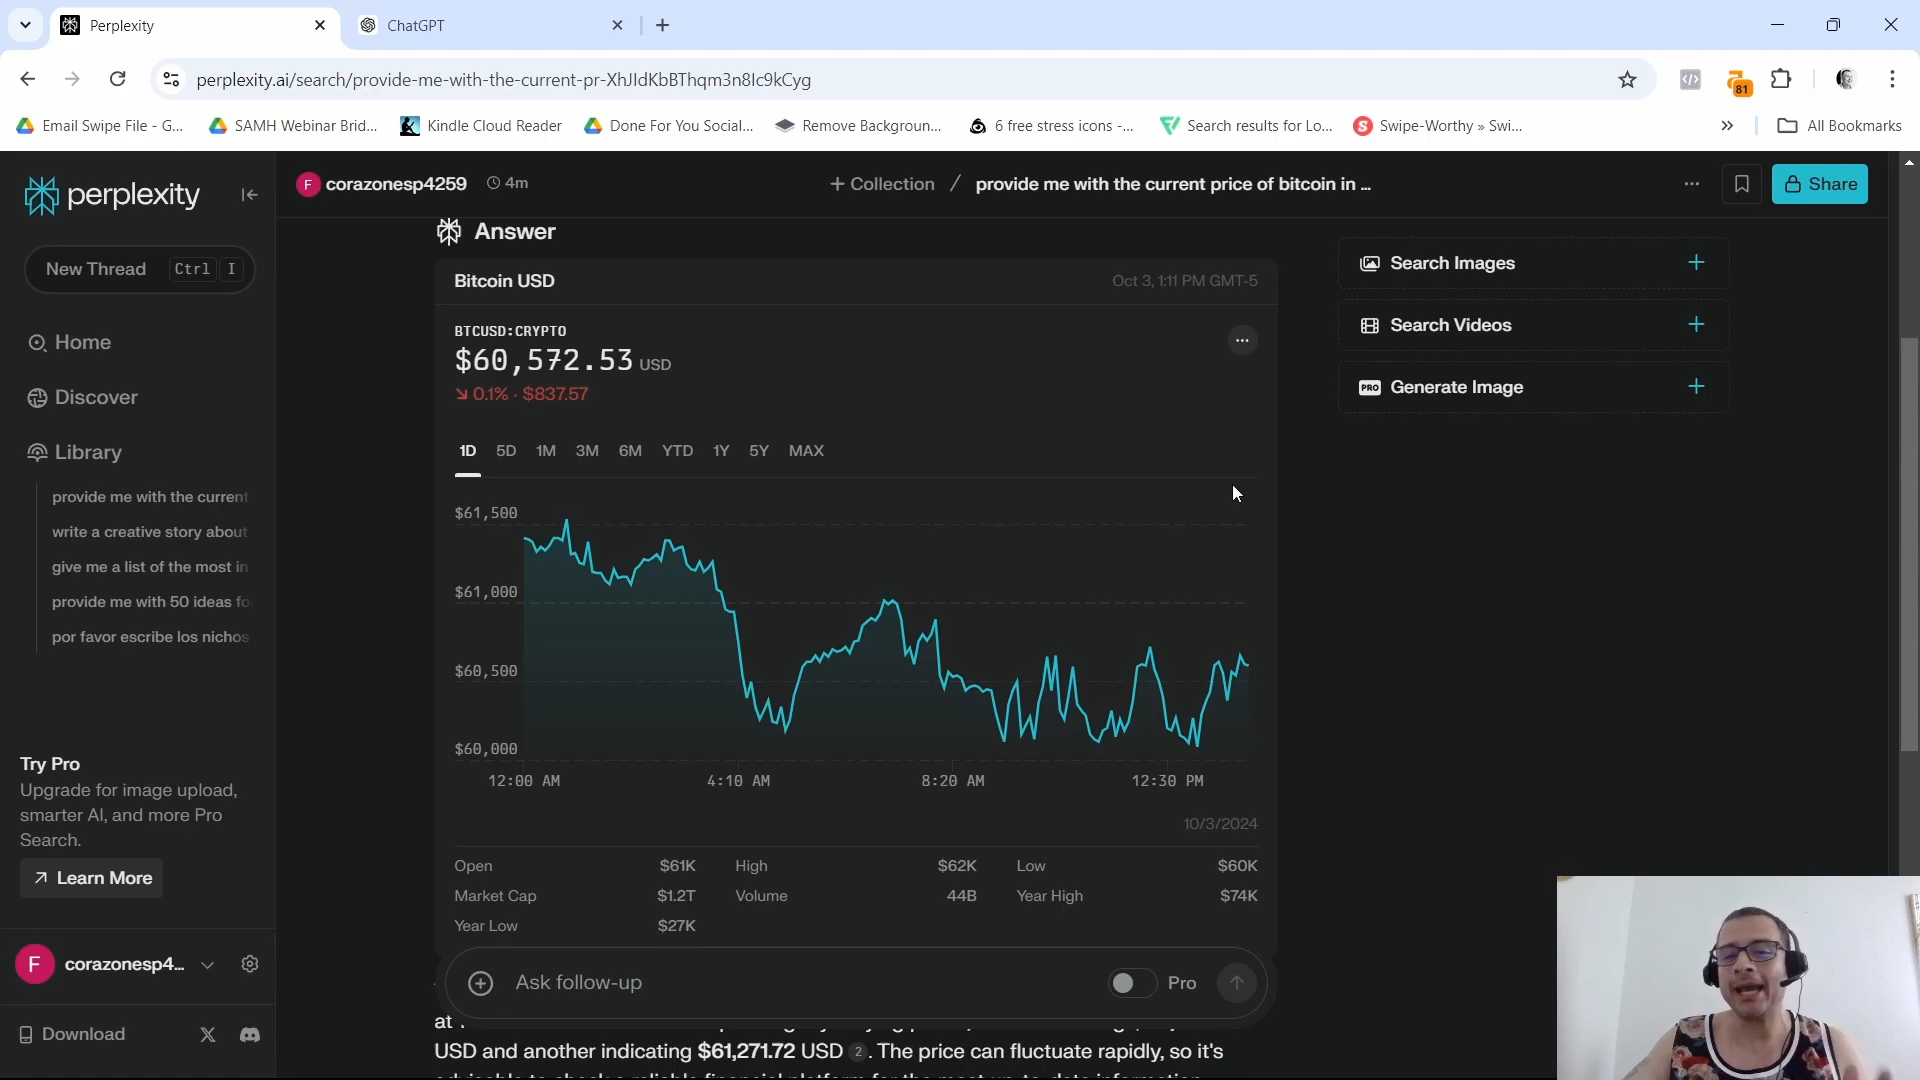 Perplexity
ChatGPT
perplexity.ai/search/provide-me-with-the-current-pr-XhJIdKbBThqm3n8Ic9kCyg
81
Email Swipe File - G...
SAMH Webinar Brid...
Kindle Cloud Reader
Done For You Social...
Remove Backgroun...
6 free stress icons -...
Search results for Lo...
Swipe-Worthy » Swi...
»
All Bookmarks
perplexity
F corazonesp4259
4m
+ Collection / provide me with the current price of bitcoin in ...
Share
New Thread Ctrl I
Home
Discover
Library
provide me with the current
write a creative story about
give me a list of the most in
provide me with 50 ideas fo
por favor escribe los nichos
Try Pro
Upgrade for image upload,
smarter AI, and more Pro
Search.
Learn More
F corazonesp4...
Download
Answer
Bitcoin USD
Oct 3, 1:11 PM GMT-5
BTCUSD:CRYPTO
$60,572.53 USD
0.1% · $837.57
1D 5D 1M 3M 6M YTD 1Y 5Y MAX
$61,500
$61,000
$60,500
$60,000
12:00 AM 4:10 AM 8:20 AM 12:30 PM
10/3/2024
Open $61K High $62K Low $60K
Market Cap $1.2T Volume 44B Year High $74K
Year Low $27K
Ask follow-up
Pro
at
USD and another indicating $61,271.72 USD 2 . The price can fluctuate rapidly, so it's
Search Images
Search Videos
PRO Generate Image